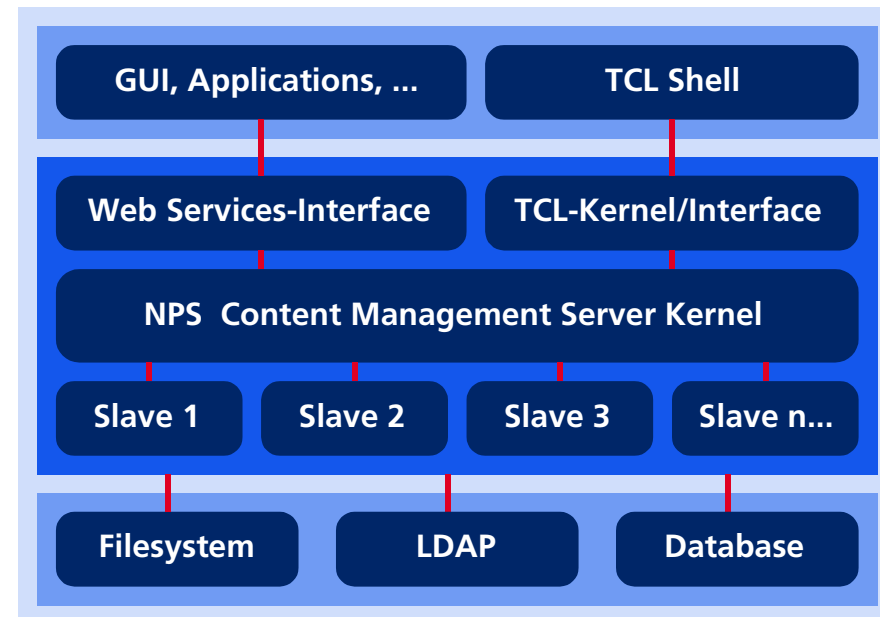 GUI, Applications, ...
TCL Shell
Web Services-Interface
TCL-Kernel/Interface
NPS  Content Management Server Kernel
Slave 1
Slave 2
Slave 3
Slave n...
Filesystem
LDAP
Database